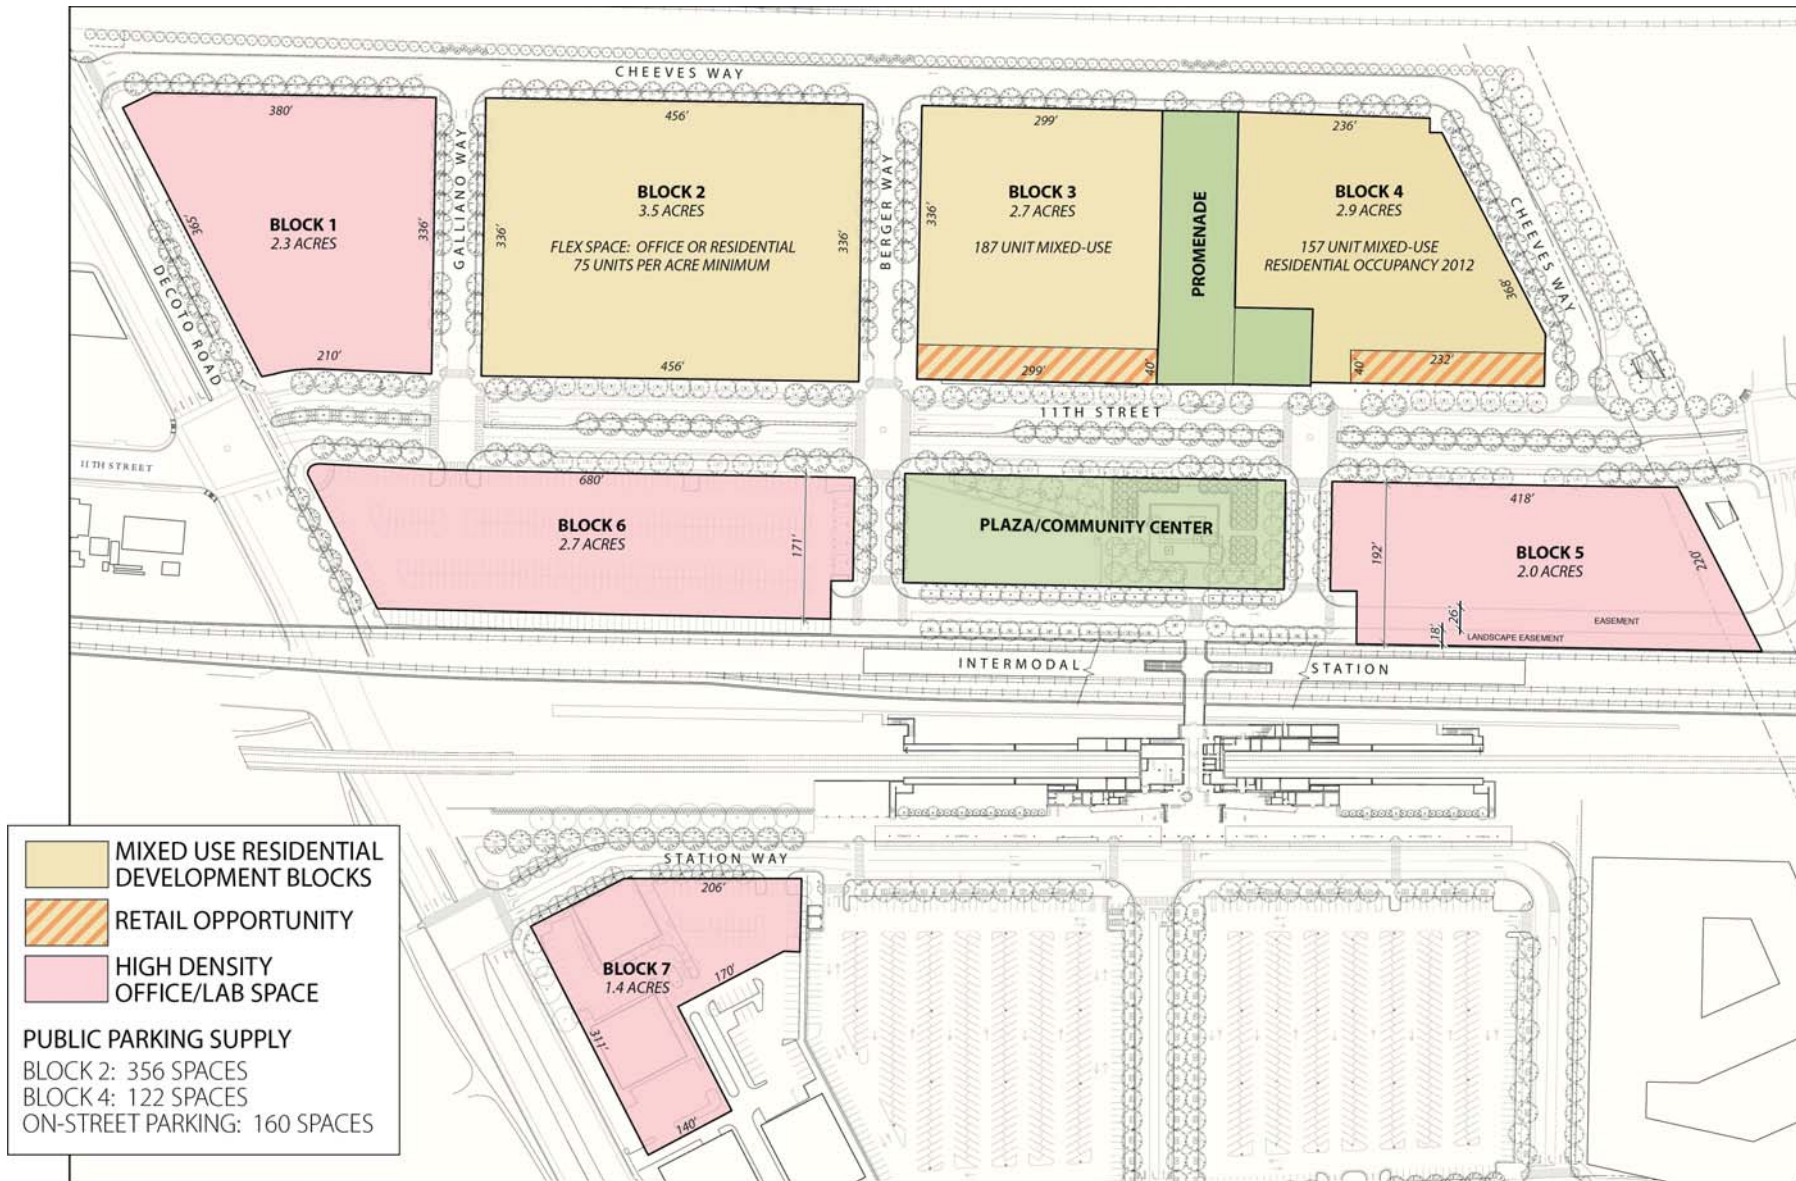 CHEEVES WAY
380'
BLOCK 1
2.3 ACRES
365'
336'
210'
DECOTO ROAD
GALLIANO WAY
456'
BLOCK 2
3.5 ACRES
FLEX SPACE: OFFICE OR RESIDENTIAL
75 UNITS PER ACRE MINIMUM
336'
336'
456'
BERGER WAY
299'
BLOCK 3
2.7 ACRES
187 UNIT MIXED-USE
336'
299'
40'
PROMENADE
236'
BLOCK 4
2.9 ACRES
157 UNIT MIXED-USE
RESIDENTIAL OCCUPANCY 2012
368'
40'
232'
CHEEVES WAY
11TH STREET
11TH STREET
680'
BLOCK 6
2.7 ACRES
171'
PLAZA/COMMUNITY CENTER
418'
192'
BLOCK 5
2.0 ACRES
220'
26'
18'
EASEMENT
LANDSCAPE EASEMENT
INTERMODAL
STATION
STATION WAY
206'
BLOCK 7
1.4 ACRES
170'
311'
140'
MIXED USE RESIDENTIAL
DEVELOPMENT BLOCKS
RETAIL OPPORTUNITY
HIGH DENSITY
OFFICE/LAB SPACE
PUBLIC PARKING SUPPLY
BLOCK 2: 356 SPACES
BLOCK 4: 122 SPACES
ON-STREET PARKING: 160 SPACES